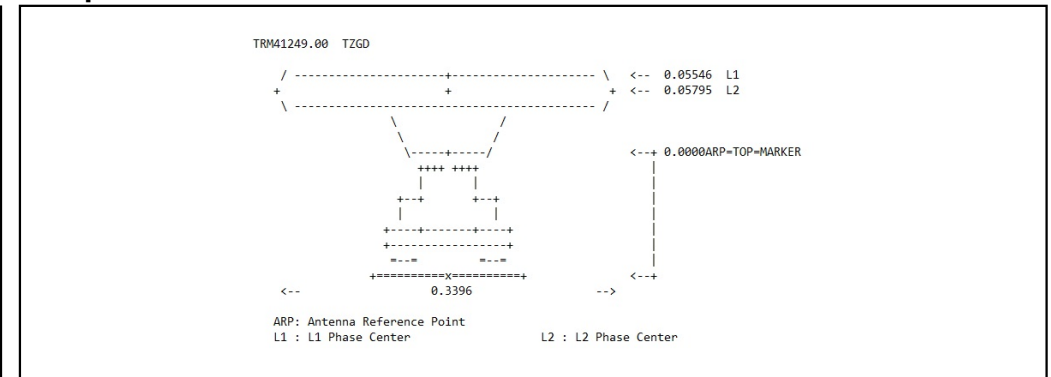 TRM41249.00  TZGD
/ ----------------------+--------------------- \  <--  0.05546  L1
+                        +                       +  <--  0.05795  L2
\ -------------------------------------------- /
\               /
\             /
\-----+-----/                    <--+ 0.0000ARP=TOP=MARKER
++++ ++++                         |
|       |                          |
+--+       +--+                       |
|             |                       |
+----+-------+----+                     |
+-----------------+                     |
=--=         =--=                      |
+==========x==========+               <--+
<--                    0.3396                  -->
ARP: Antenna Reference Point
L1 : L1 Phase Center                   L2 : L2 Phase Center